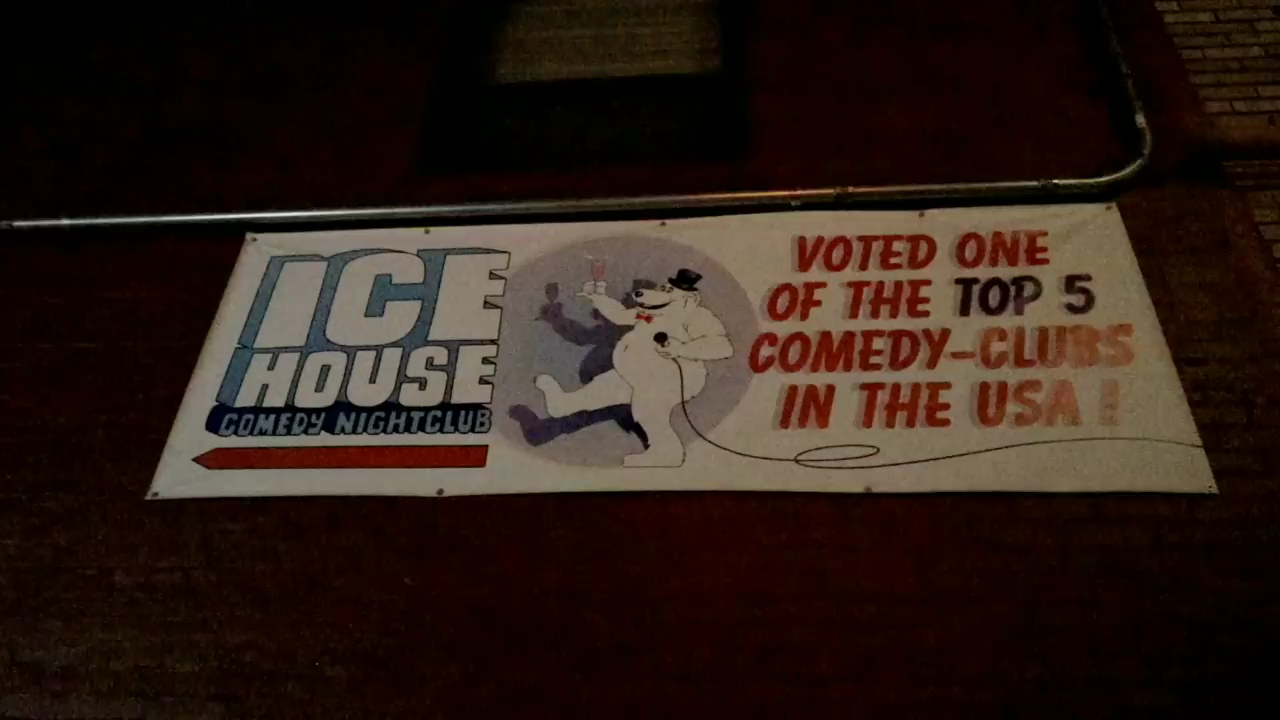 ICE
HOUSE
COMEDY NIGHTCLUB
VOTED ONE
OF THE TOP 5
COMEDY-CLUBS
IN THE USA !